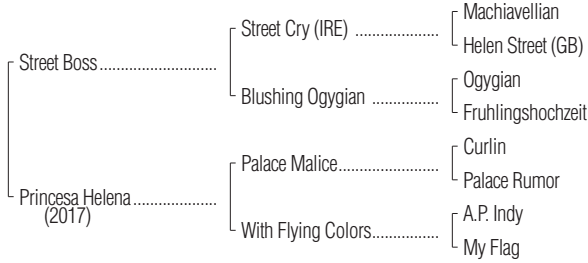 Machiavellian
Street Cry (IRE) ..................
Helen Street (GB)
Street Boss .........................
Ogygian
Blushing Ogygian ..............
Fruhlingshochzeit
Curlin
Palace Malice .....................
Palace Rumor
Princesa Helena ..................
(2017)
A.P. Indy
With Flying Colors ..............
My Flag